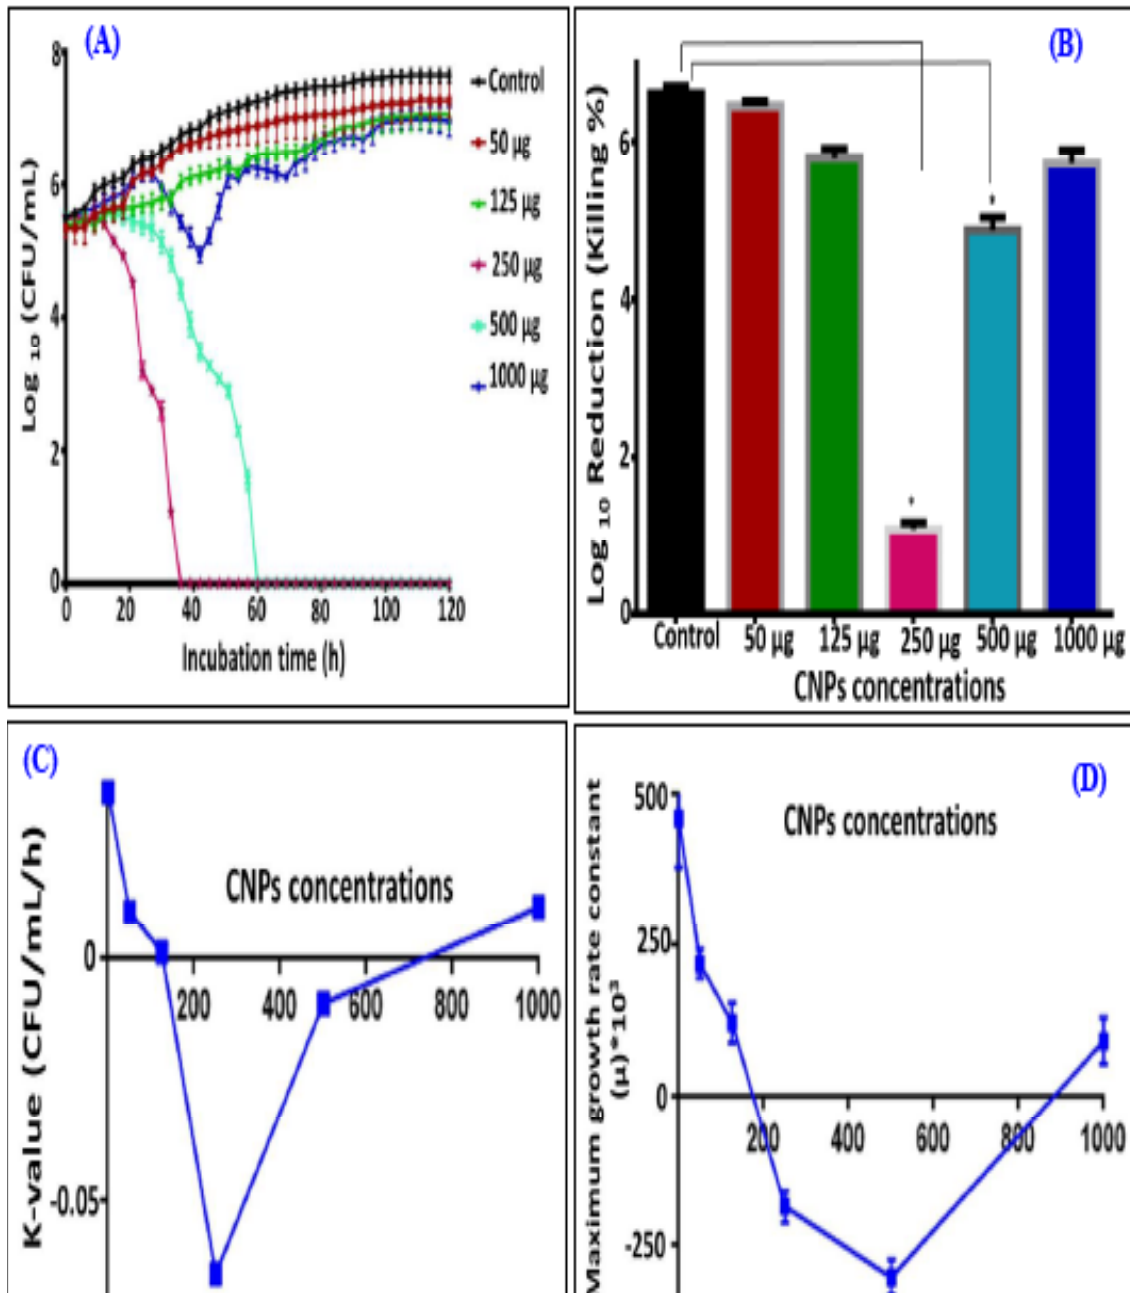 (A)
Log 10 (CFU/mL)
8
6
4
2
0
0 20 40 60 80 100 120
Incubation time (h)
Control
50 µg
125 µg
250 µg
500 µg
1000 µg
(B)
Log 10 Reduction (Killing %)
6
4
2
0
Control 50 µg 125 µg 250 µg 500 µg 1000 µg
CNPs concentrations
(C)
K-value (CFU/mL/h)
CNPs concentrations
0
-0.05
200 400 600 800 1000
(D)
Maximum growth rate constant
(µ)*10³
CNPs concentrations
500
250
0
-250
200 400 600 800 1000